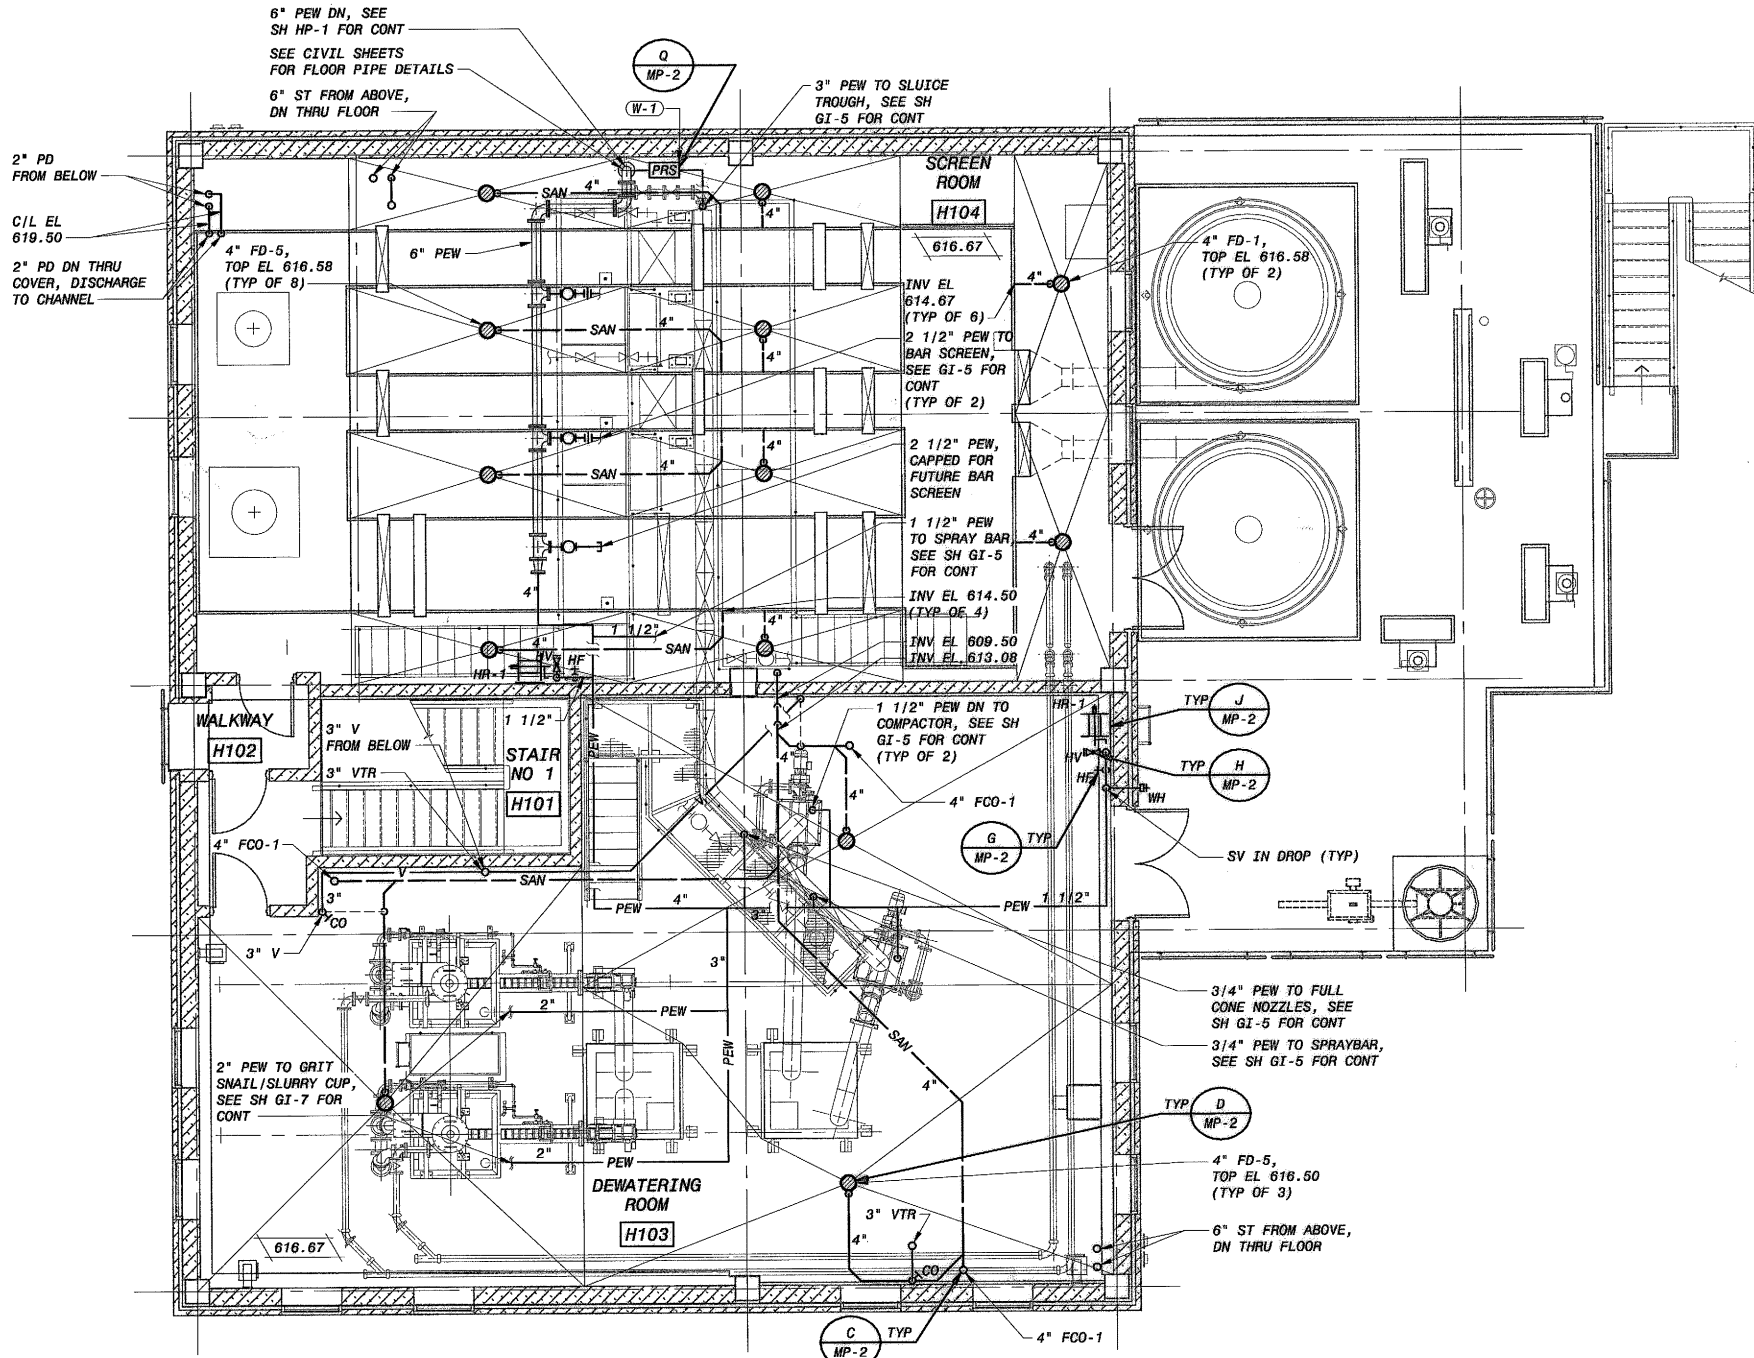 6" PEW DN, SEE
SH HP-1 FOR CONT
SEE CIVIL SHEETS
FOR FLOOR PIPE DETAILS
6" ST FROM ABOVE,
DN THRU FLOOR
Q
MP-2
W-1
3" PEW TO SLUICE
TROUGH, SEE SH
GI-5 FOR CONT
2" PD
FROM BELOW
C/L EL
619.50
2" PD DN THRU
COVER, DISCHARGE
TO CHANNEL
4" FD-5,
TOP EL 616.58
(TYP OF 8)
6" PEW
SAN
4"
PRS
4"
SCREEN
ROOM
H104
616.67
4" FD-1,
TOP EL 616.58
(TYP OF 2)
4"
INV EL
614.67
(TYP OF 6)
SAN
4"
4"
2 1/2" PEW TO
BAR SCREEN,
SEE GI-5 FOR
CONT
(TYP OF 2)
SAN
4"
4"
2 1/2" PEW,
CAPPED FOR
FUTURE BAR
SCREEN
1 1/2" PEW
TO SPRAY BAR,
SEE SH GI-5
FOR CONT
4"
4"
INV EL 614.50
(TYP OF 4)
1 1/2"
4"
4"
SAN
INV EL 609.50
INV EL 613.08
HR-1
HV
HF
WALKWAY
H102
3" V
FROM BELOW
1 1/2"
STAIR
NO 1
H101
3" VTR
PEW
4"
1 1/2" PEW DN TO
COMPACTOR, SEE SH
GI-5 FOR CONT
(TYP OF 2)
4"
4" FCO-1
HR-1
TYP
J
MP-2
HV
TYP
H
MP-2
HF
WH
G
MP-2
TYP
SV IN DROP (TYP)
4" FCO-1
V
SAN
3"
CO
3" V
PEW
4"
3"
PEW
1 1/2"
3"
2"
PEW
PEW
SAN
4"
3/4" PEW TO FULL
CONE NOZZLES, SEE
SH GI-5 FOR CONT
3/4" PEW TO SPRAYBAR,
SEE SH GI-5 FOR CONT
2" PEW TO GRIT
SNAIL/SLURRY CUP,
SEE SH GI-7 FOR
CONT
2"
PEW
TYP
D
MP-2
4" FD-5,
TOP EL 616.50
(TYP OF 3)
DEWATERING
ROOM
H103
616.67
3" VTR
4"
CO
6" ST FROM ABOVE,
DN THRU FLOOR
C
MP-2
TYP
4" FCO-1